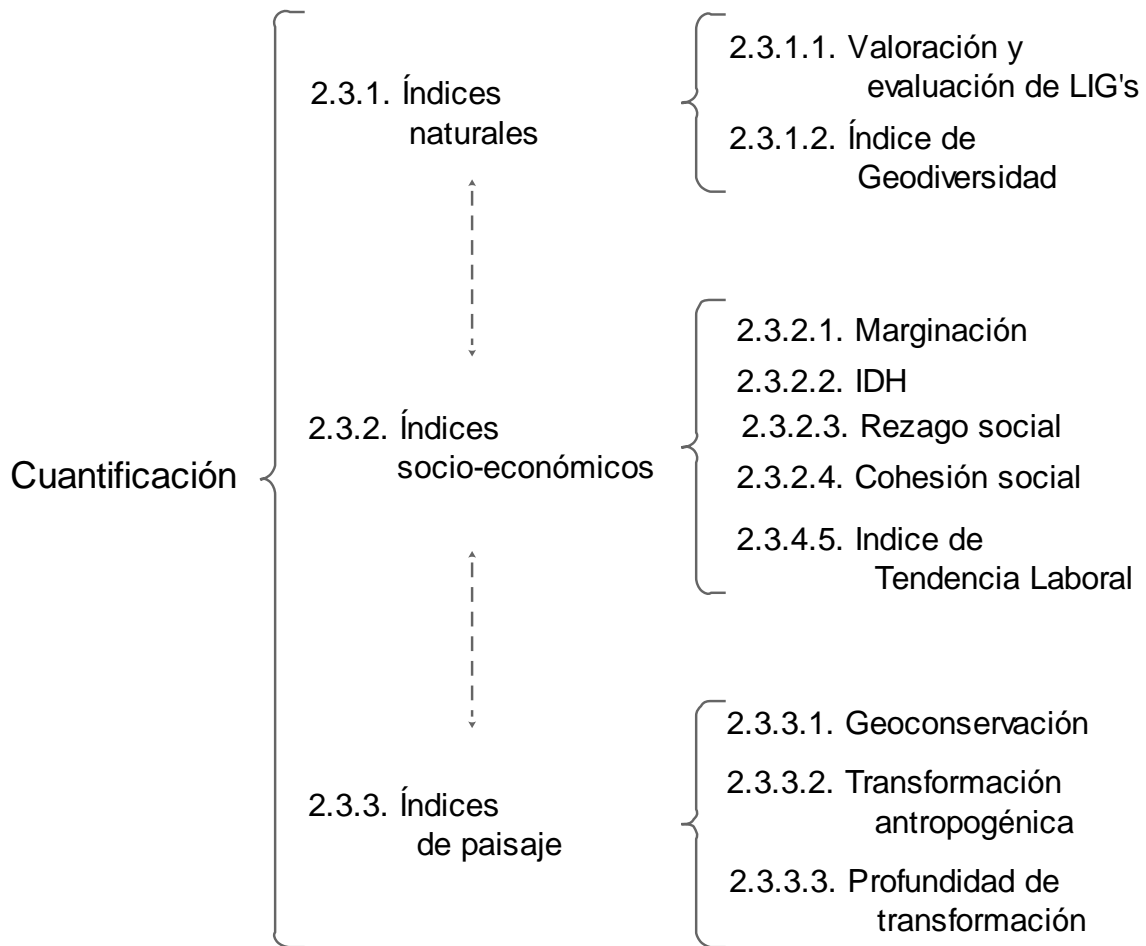 Cuantificación
2.3.1. Índices
naturales
2.3.1.1. Valoración y
evaluación de LIG's
2.3.1.2. Índice de
Geodiversidad
2.3.2. Índices
socio-económicos
2.3.2.1. Marginación
2.3.2.2. IDH
2.3.2.3. Rezago social
2.3.2.4. Cohesión social
2.3.4.5. Indice de
Tendencia Laboral
2.3.3. Índices
de paisaje
2.3.3.1. Geoconservación
2.3.3.2. Transformación
antropogénica
2.3.3.3. Profundidad de
transformación